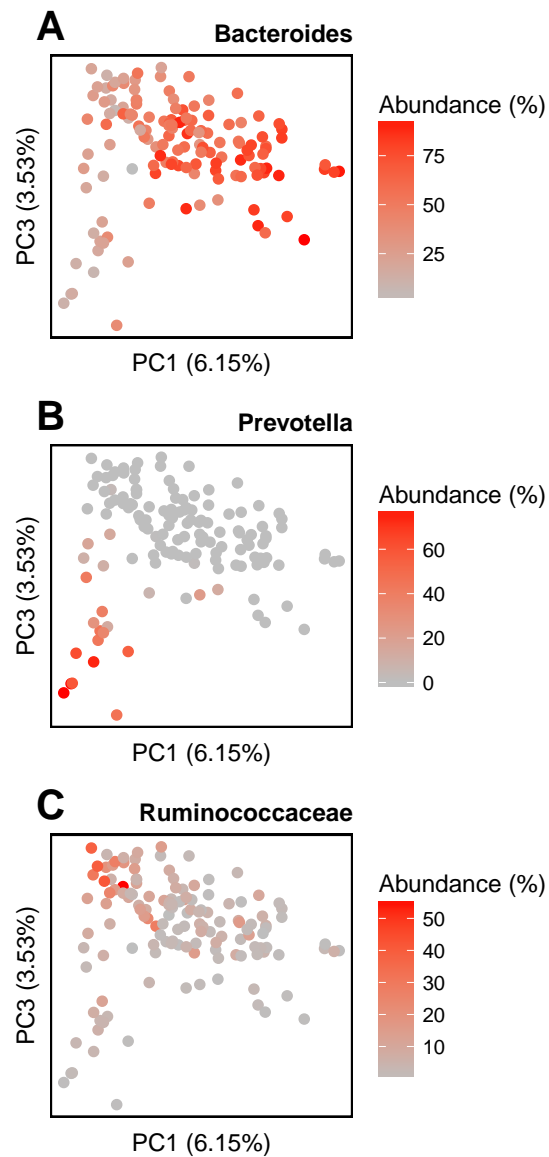 A
Bacteroides
PC3 (3.53%)
Abundance (%)
75
50
25
PC1 (6.15%)
B
Prevotella
PC3 (3.53%)
Abundance (%)
60
40
20
0
PC1 (6.15%)
C
Ruminococcaceae
PC3 (3.53%)
Abundance (%)
50
40
30
20
10
PC1 (6.15%)